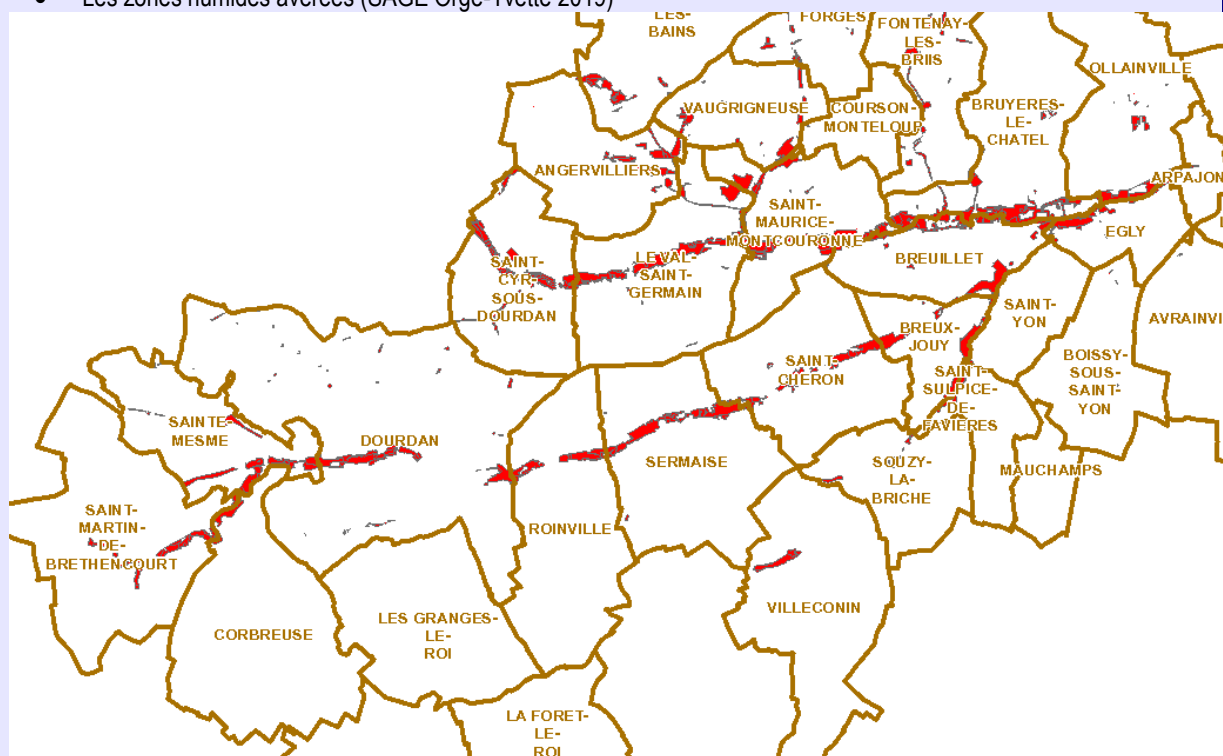 • Les zones humides avérées (SAGE Orge-Yvette 2019)
LES-
BAINS
FORGES
FONTENAY-
LES-
BRIIS
OLLAINVILLE
VAUGRIGNEUSE
COURSON-
MONTELOUP
BRUYERES-
LE-
CHATEL
ANGERVILLIERS
ARPAJON
SAINT-
MAURICE-
MONTCOURONNE
EGLY
BREUILLET
SAINT-
CYR-
SOUS-
DOURDAN
LE VAL-
SAINT-
GERMAIN
SAINT-
YON
AVRAINVI
BREUX-
JOUY
BOISSY-
SOUS-
SAINT-
YON
SAINT-
CHERON
SAINT-
SULPICE-
DE-
FAVIÈRES
SAINTE-
MESME
DOURDAN
SERMAISE
SOUZY-
LA-
BRICHE
MAUCHAMPS
SAINT-
MARTIN-
DE-
BRETHENCOURT
ROINVILLE
VILLECONIN
CORBREUSE
LES GRANGES-
LE-
ROI
LA FORET-
LE-
ROI